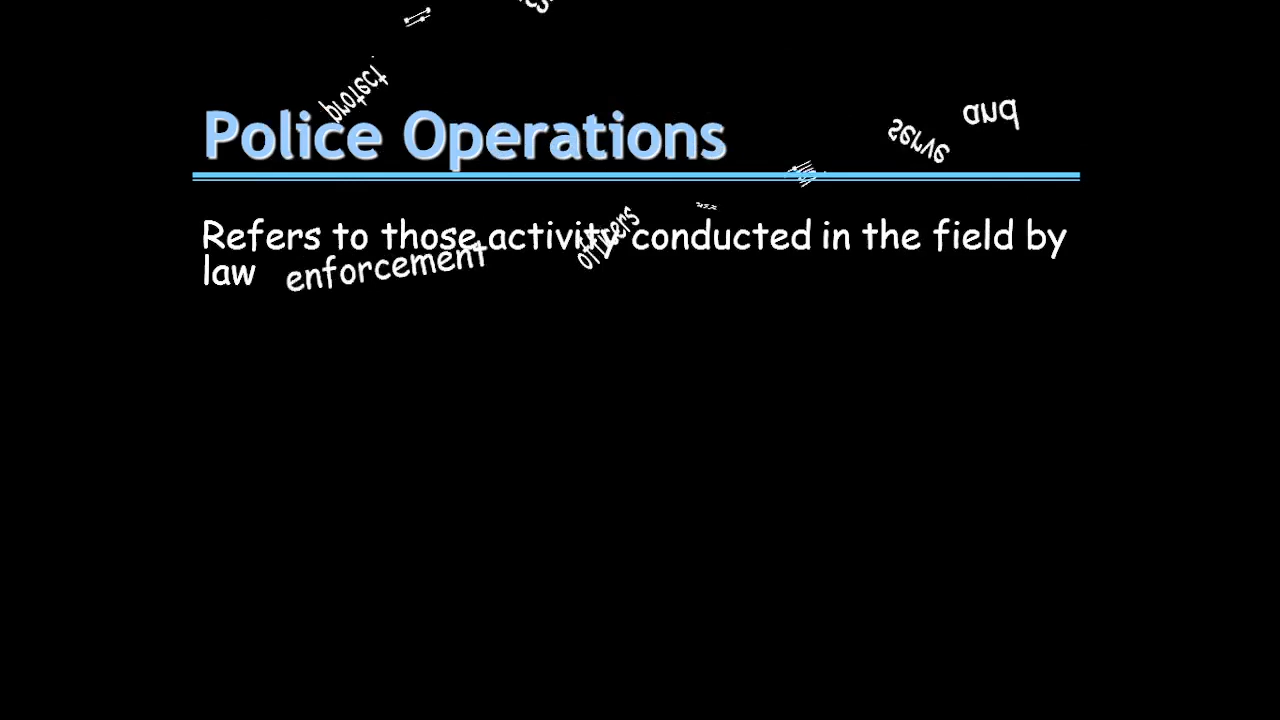 Police Operations
Refers to those activity conducted in the field by
law enforcement officers
serve and
protect